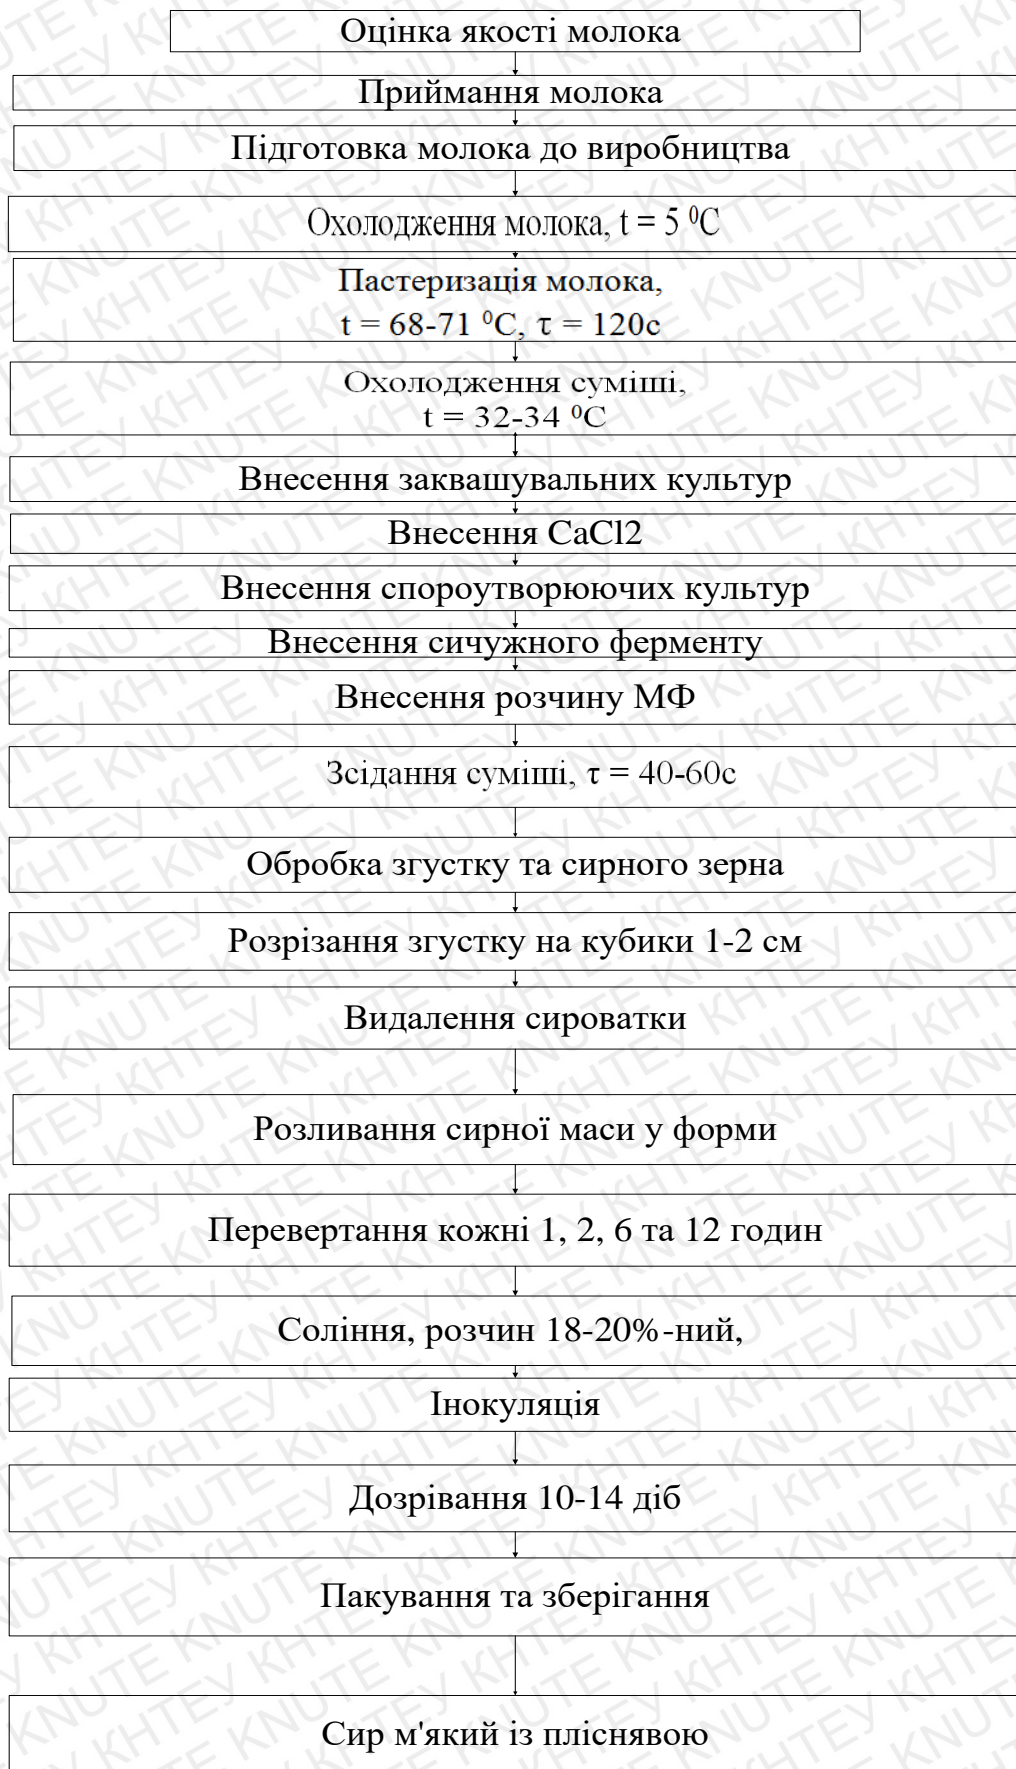 Оцінка якості молока
Приймання молока
Підготовка молока до виробництва
Охолодження молока, t = 5 ⁰С
Пастеризація молока,
t = 68-71 ⁰С, τ = 120с
Охолодження суміші,
t = 32-34 ⁰С
Внесення заквашувальних культур
Внесення CaCl2
Внесення спороутворюючих культур
Внесення сичужного ферменту
Внесення розчину МФ
Зсідання суміші, τ = 40-60с
Обробка згустку та сирного зерна
Розрізання згустку на кубики 1-2 см
Видалення сироватки
Розливання сирної маси у форми
Перевертання кожні 1, 2, 6 та 12 годин
Соління, розчин 18-20%-ний,
Інокуляція
Дозрівання 10-14 діб
Пакування та зберігання
Сир м'який із пліснявою